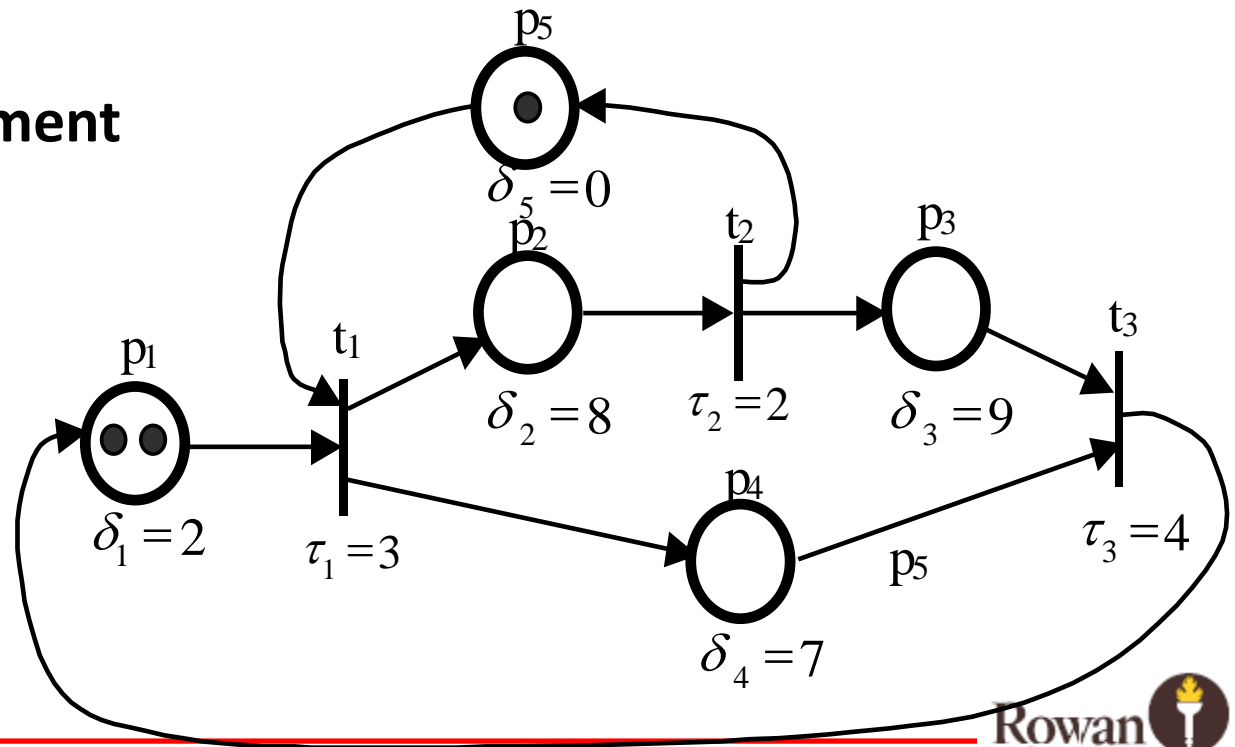 p5
ment
δ5 =0
p2
t2
p3
t3
t1
p1
δ2 =8
τ2 =2
δ3 =9
p4
δ1 =2
τ1 =3
p5
τ3 =4
δ4 =7
Rowan